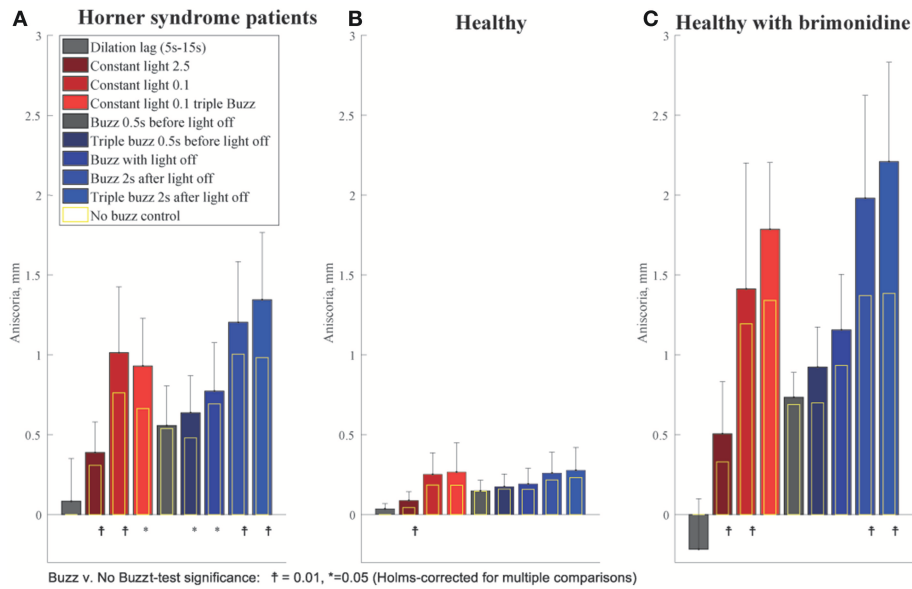 A Horner syndrome patients
B Healthy
C Healthy with brimonidine
3
2.5
2
1.5
1
0.5
0
Aniscoria, mm
Dilation lag (5s-15s)
Constant light 2.5
Constant light 0.1
Constant light 0.1 triple Buzz
Buzz 0.5s before light off
Triple buzz 0.5s before light off
Buzz with light off
Buzz 2s after light off
Triple buzz 2s after light off
No buzz control
☨ ☨ * * * ☨ ☨
3
2.5
2
1.5
1
0.5
0
Aniscoria, mm
☨
3
2.5
2
1.5
1
0.5
0
Aniscoria, mm
☨ ☨ ☨ ☨
Buzz v. No Buzzt-test significance: ☨ = 0.01, *=0.05 (Holms-corrected for multiple comparisons)